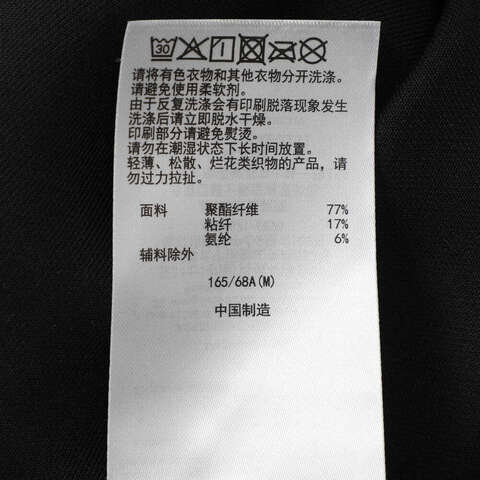 30
请将有色衣物和其他衣物分开洗涤。
请避免使用柔软剂。
由于反复洗涤会有印刷脱落现象发生
洗涤后请立即脱水干燥。
印刷部分请避免熨烫。
请勿在潮湿状态下长时间放置。
轻薄、松散、烂花类织物的产品，请
勿过力拉扯。
面料 聚酯纤维 77%
粘纤 17%
氨纶 6%
辅料除外
165/68A(M)
中国制造